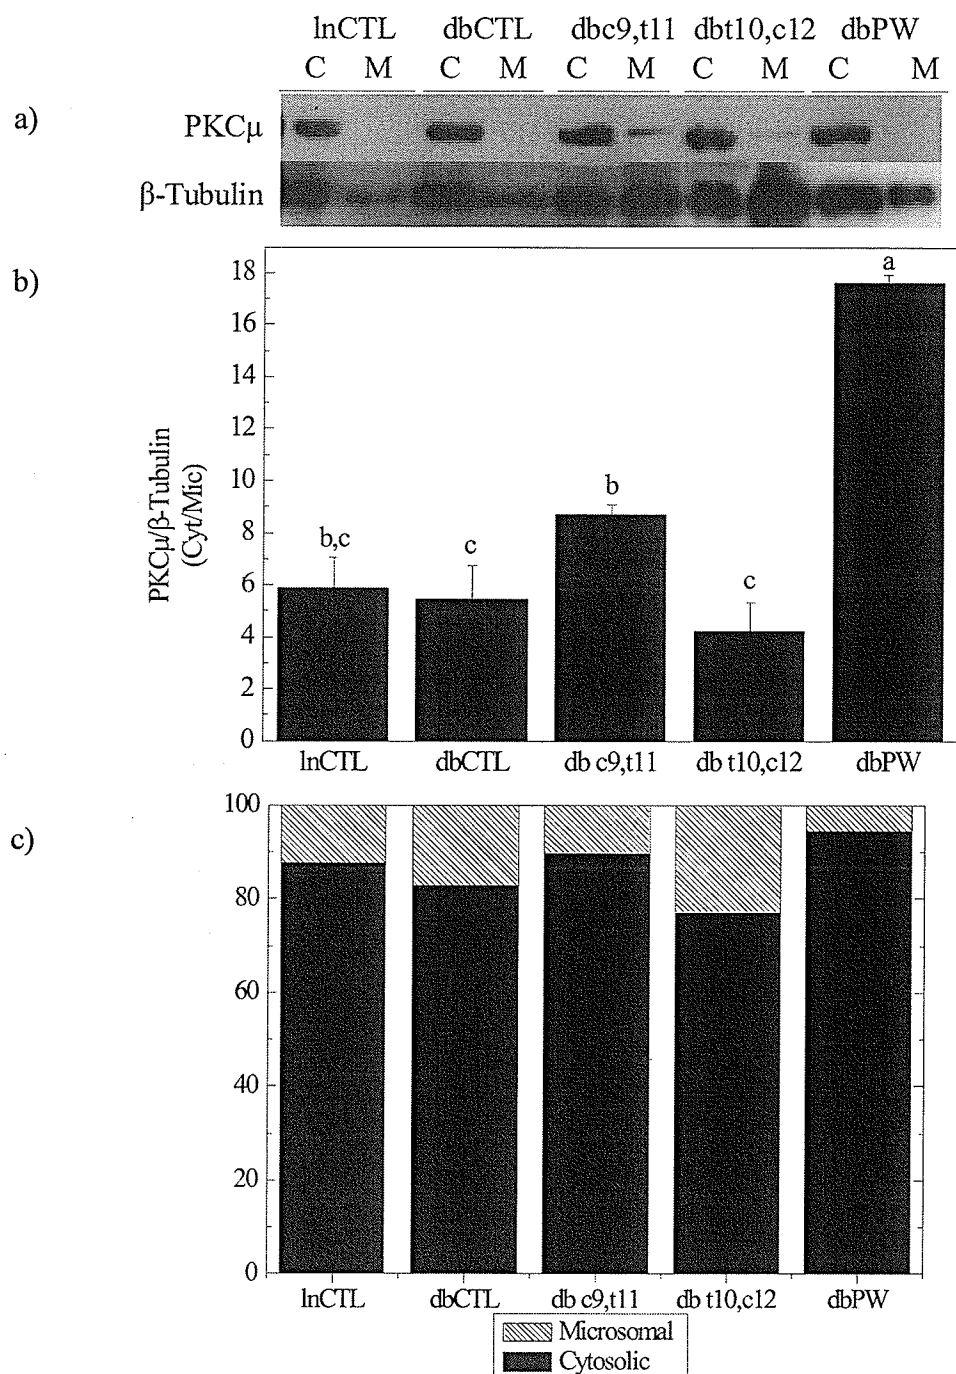 lnCTL dbCTL dbc9,t11 dbt10,c12 dbPW
C M C M C M C M C M
a)
PKCμ
β-Tubulin
b)
PKCμ/β-Tubulin
(Cyt/Mic)
18
16
14
12
10
8
6
4
2
0
b,c
c
b
c
a
lnCTL dbCTL db c9,t11 db t10,c12 dbPW
c)
100
80
60
40
20
0
lnCTL dbCTL db c9,t11 db t10,c12 dbPW
Microsomal
Cytosolic